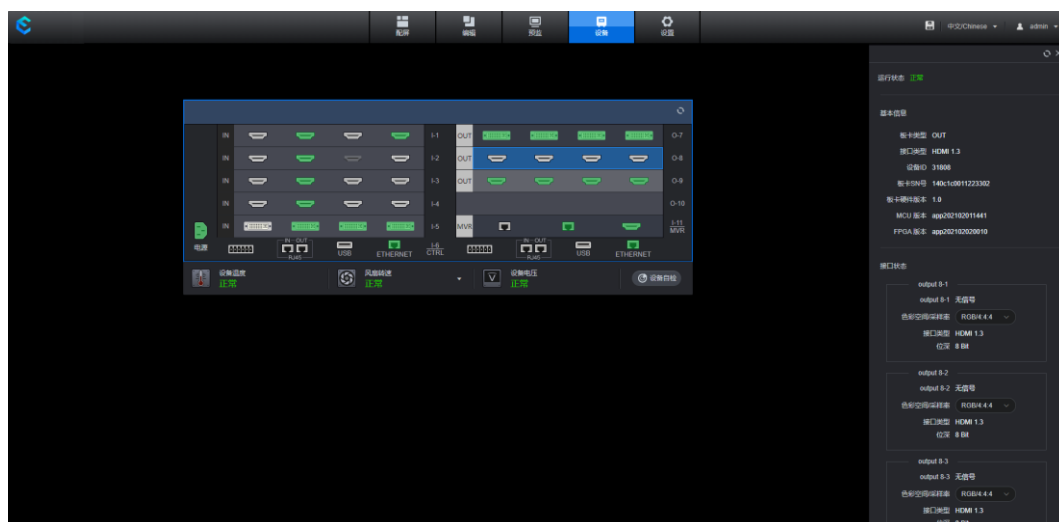 配屏 编辑 预监 设备 设置 中文/Chinese admin
运行状态 正常
基本信息
板卡类型 OUT
接口类型 HDMI 1.3
设备ID 31808
板卡SN号 140c1c0011223302
板卡硬件版本 1.0
MCU 版本 app202102011441
FPGA 版本 app202102020010
IN I-1 OUT O-7
IN I-2 OUT O-8
IN I-3 OUT O-9
IN I-4 O-10
IN I-5 MVR I-11
MVR
电源 IN OUT RJ45 USB ETHERNET I-6 CTRL IN OUT RJ45 USB ETHERNET
设备温度 风扇转速 设备电压 设备自检
正常 正常 正常
接口状态
output 8-1
output 8-1 无信号
色彩空间/采样率 RGB/4:4:4
接口类型 HDMI 1.3
位深 8 Bit
output 8-2
output 8-2 无信号
色彩空间/采样率 RGB/4:4:4
接口类型 HDMI 1.3
位深 8 Bit
output 8-3
output 8-3 无信号
色彩空间/采样率 RGB/4:4:4
接口类型 HDMI 1.3